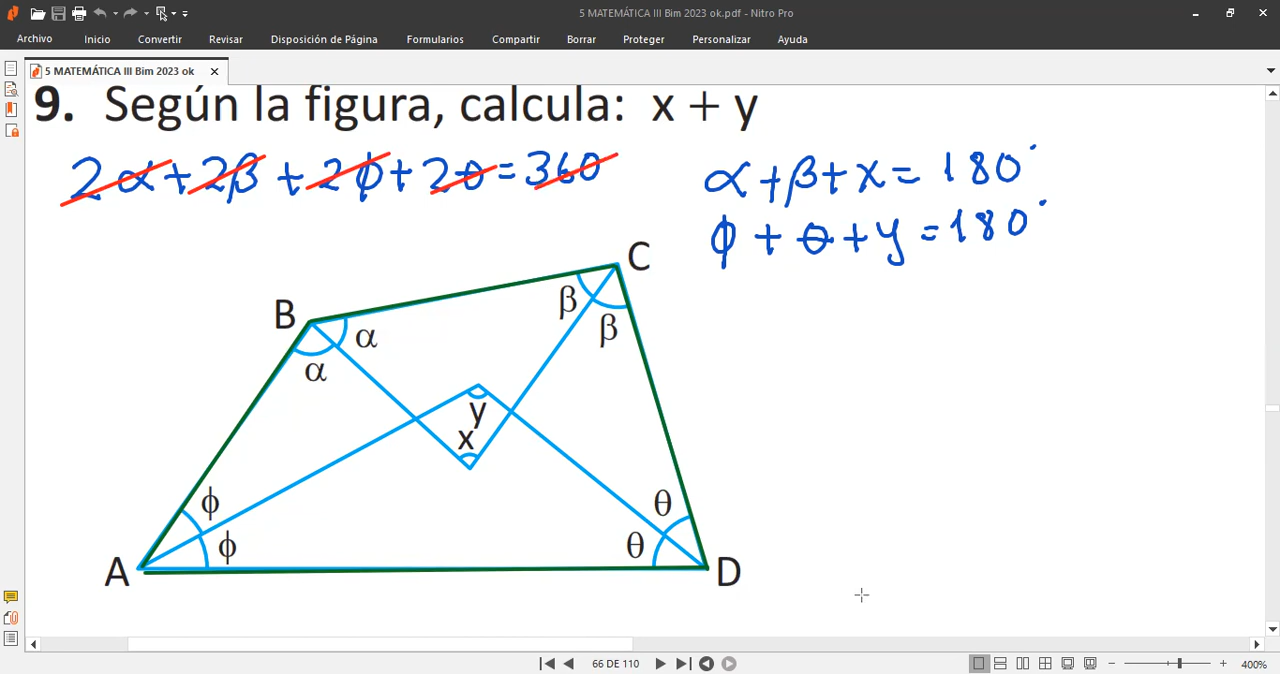 5 MATEMÁTICA III Bim 2023 ok.pdf - Nitro Pro
Archivo Inicio Convertir Revisar Disposición de Página Formularios Compartir Borrar Proteger Personalizar Ayuda
5 MATEMÁTICA III Bim 2023 ok
9. Según la figura, calcula: x + y
2α+2β+2ϕ+2θ=360
α+β+x=180°
ϕ+θ+y=180°
C
B
β
β
α
α
y
x
ϕ
θ
ϕ
θ
A
D
66 DE 110
400%